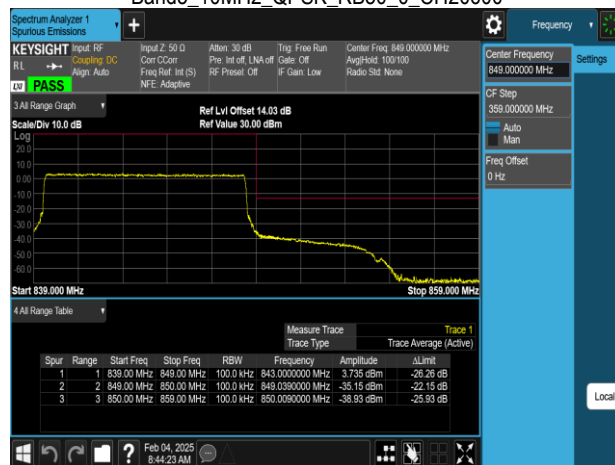 Spectrum Analyzer 1
Spurious Emissions
Frequency
KEYSIGHT
Input: RF
Coupling: DC
Align: Auto
Input Z: 50 Ω
Corr CCorr
Freq Ref: Int (S)
NFE: Adaptive
Atten: 30 dB
Pre: Int off, LNA off
RF Presel: Off
Trig: Free Run
Gate: Off
IF Gain: Low
Center Freq: 849.000000 MHz
Avg|Hold: 100/100
Radio Std: None
RL
LXI PASS
Center Frequency
849.000000 MHz
Settings
CF Step
359.000000 MHz
Auto
Man
Freq Offset
0 Hz
3 All Range Graph
Scale/Div 10.0 dB
Ref Lvl Offset 14.03 dB
Ref Value 30.00 dBm
Log
20.0
10.0
0.00
-10.0
-20.0
-30.0
-40.0
-50.0
-60.0
Start 839.000 MHz
Stop 859.000 MHz
4 All Range Table
Measure Trace Trace 1
Trace Type Trace Average (Active)
Spur Range Start Freq Stop Freq RBW Frequency Amplitude ΔLimit
1 1 839.00 MHz 849.00 MHz 100.0 kHz 843.0000000 MHz 3.735 dBm -26.26 dB
2 2 849.00 MHz 850.00 MHz 100.0 kHz 849.0390000 MHz -35.15 dBm -22.15 dB
3 3 850.00 MHz 859.00 MHz 100.0 kHz 850.0090000 MHz -38.93 dBm -25.93 dB
Local
?
Feb 04, 2025
8:44:23 AM